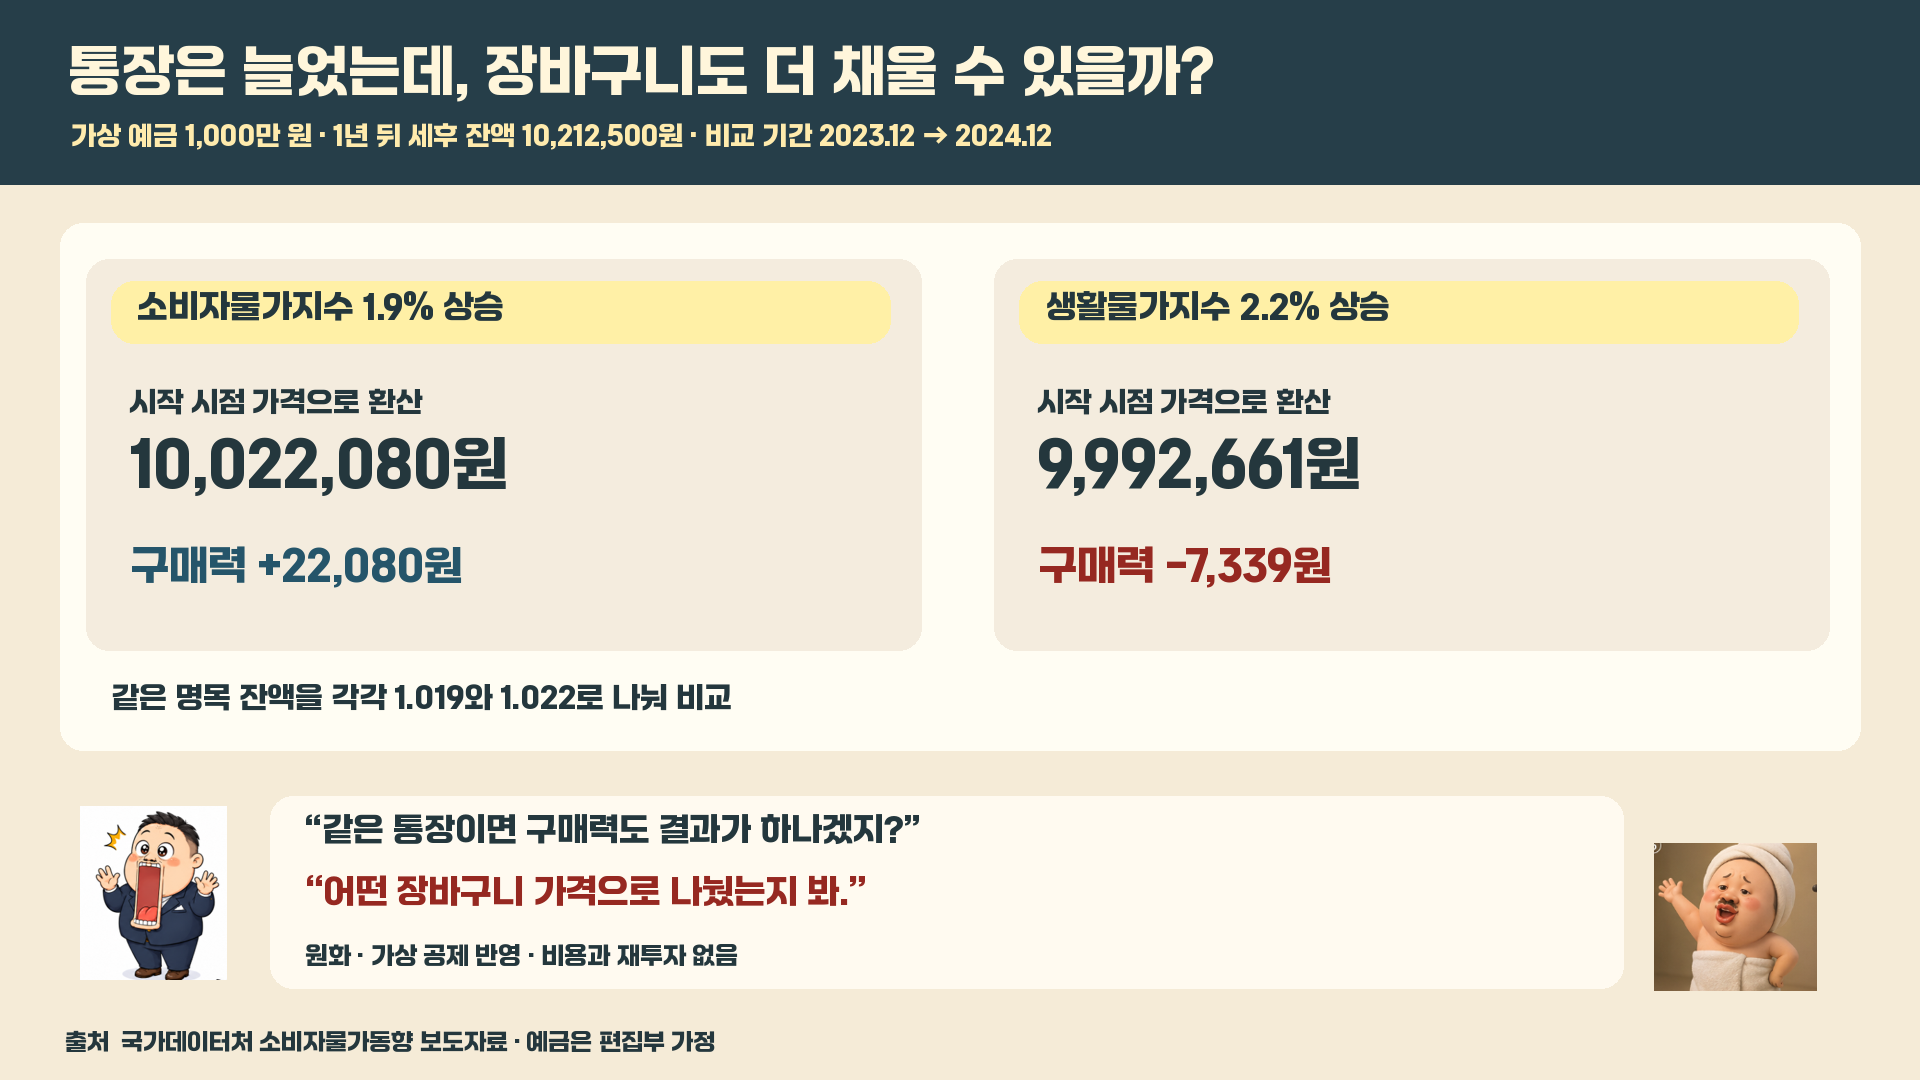 통장은 늘었는데, 장바구니도 더 채울 수 있을까?
가상 예금 1,000만 원 · 1년 뒤 세후 잔액 10,212,500원 · 비교 기간 2023.12 → 2024.12
소비자물가지수 1.9% 상승
시작 시점 가격으로 환산
10,022,080원
구매력 +22,080원
생활물가지수 2.2% 상승
시작 시점 가격으로 환산
9,992,661원
구매력 -7,339원
같은 명목 잔액을 각각 1.019와 1.022로 나눠 비교
“같은 통장이면 구매력도 결과가 하나겠지?”
“어떤 장바구니 가격으로 나눴는지 봐.”
원화 · 가상 공제 반영 · 비용과 재투자 없음
출처 국가데이터처 소비자물가동향 보도자료 · 예금은 편집부 가정